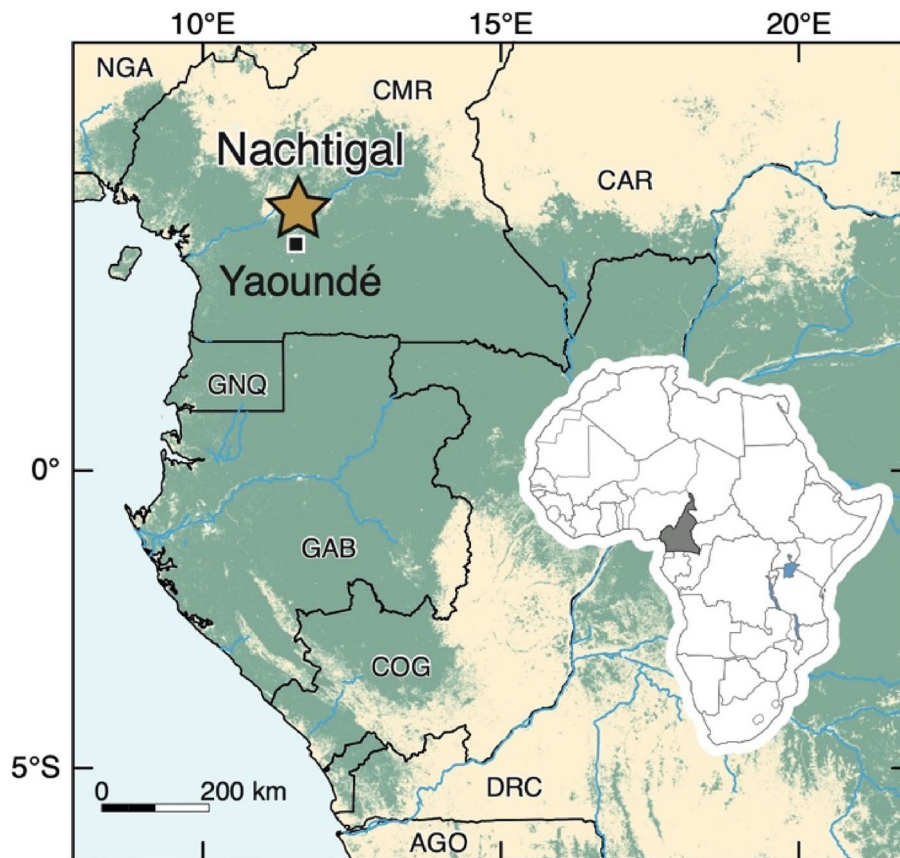 10°E 15°E 20°E
NGA
CMR
Nachtigal
CAR
Yaoundé
GNQ
0°
GAB
COG
5°S
0 200 km
DRC
AGO